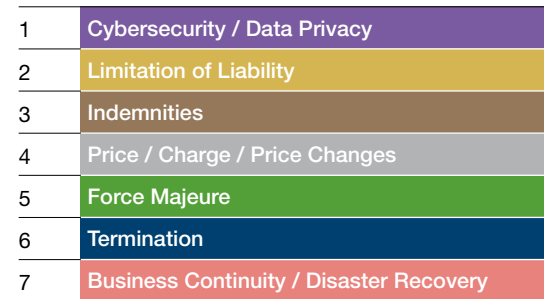 1 Cybersecurity / Data Privacy
2 Limitation of Liability
3 Indemnities
4 Price / Charge / Price Changes
5 Force Majeure
6 Termination
7 Business Continuity / Disaster Recovery